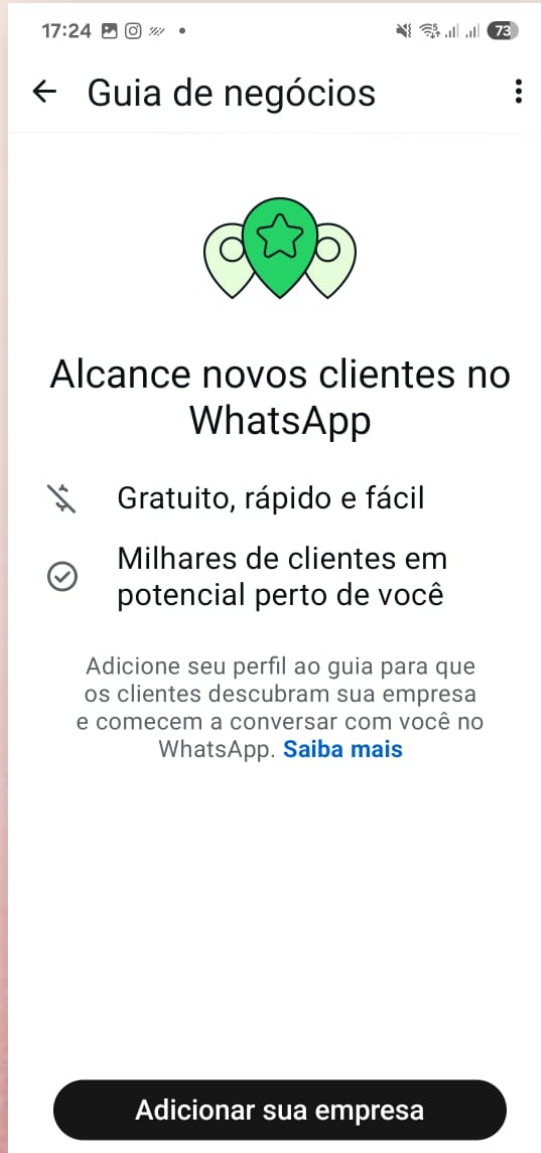 17:24
73
Guia de negócios
Alcance novos clientes no
WhatsApp
Gratuito, rápido e fácil
Milhares de clientes em
potencial perto de você
Adicione seu perfil ao guia para que
os clientes descubram sua empresa
e comecem a conversar com você no
WhatsApp. Saiba mais
Adicionar sua empresa